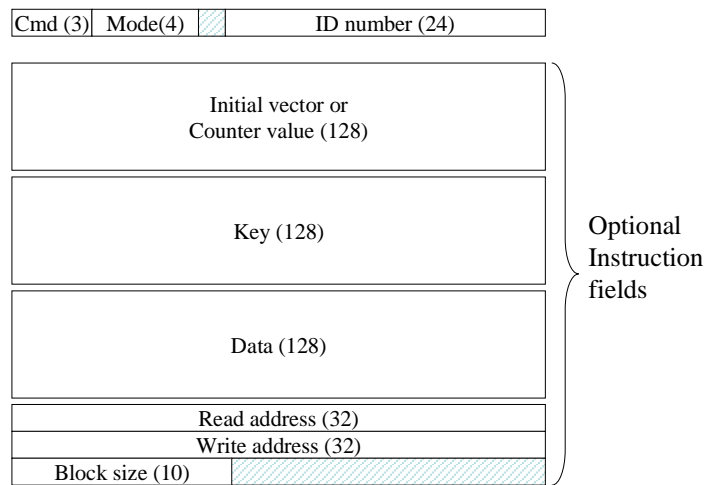 Cmd (3) Mode(4) ID number (24)
Initial vector or
Counter value (128)
Key (128)
Data (128)
Read address (32)
Write address (32)
Block size (10)
Optional
Instruction
fields